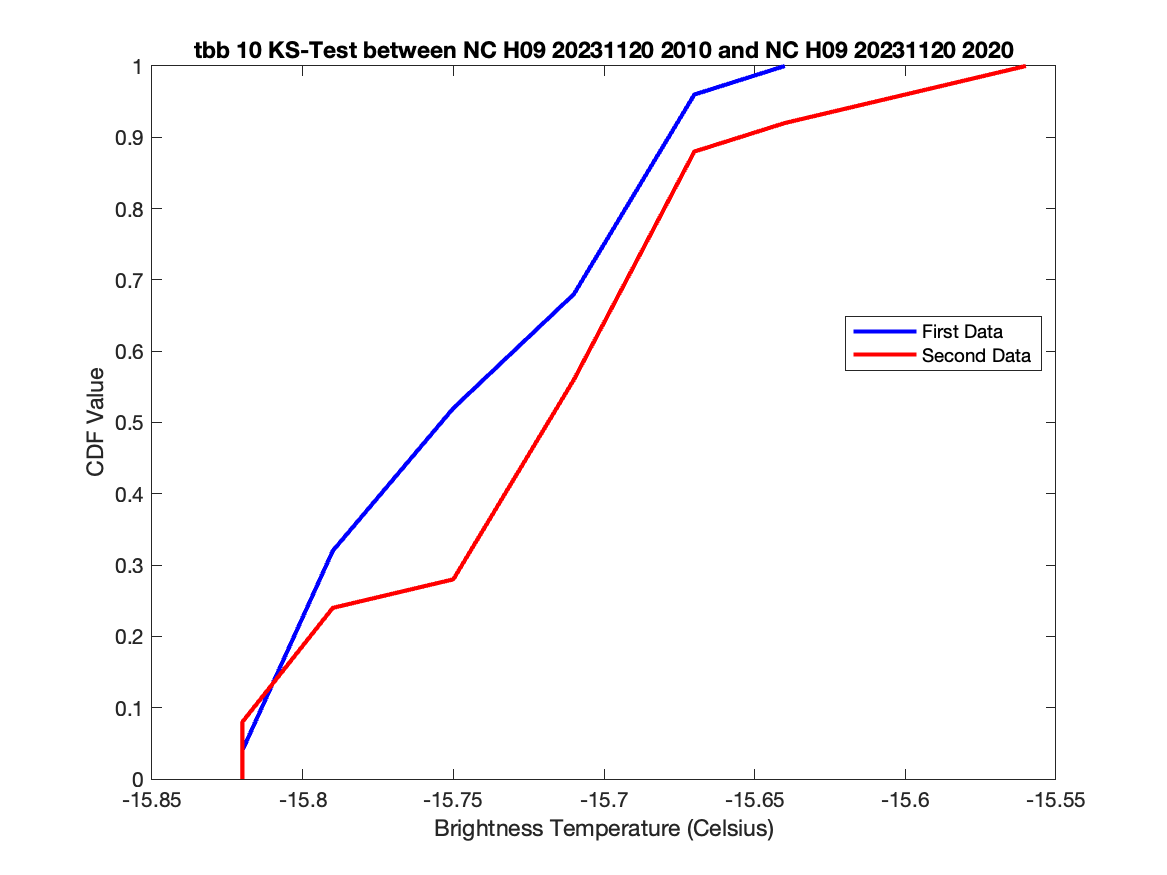 tbb 10 KS-Test between NC H09 20231120 2010 and NC H09 20231120 2020
1
0.9
0.8
0.7
0.6
0.5
0.4
0.3
0.2
0.1
0
CDF Value
First Data
Second Data
-15.85 -15.8 -15.75 -15.7 -15.65 -15.6 -15.55
Brightness Temperature (Celsius)